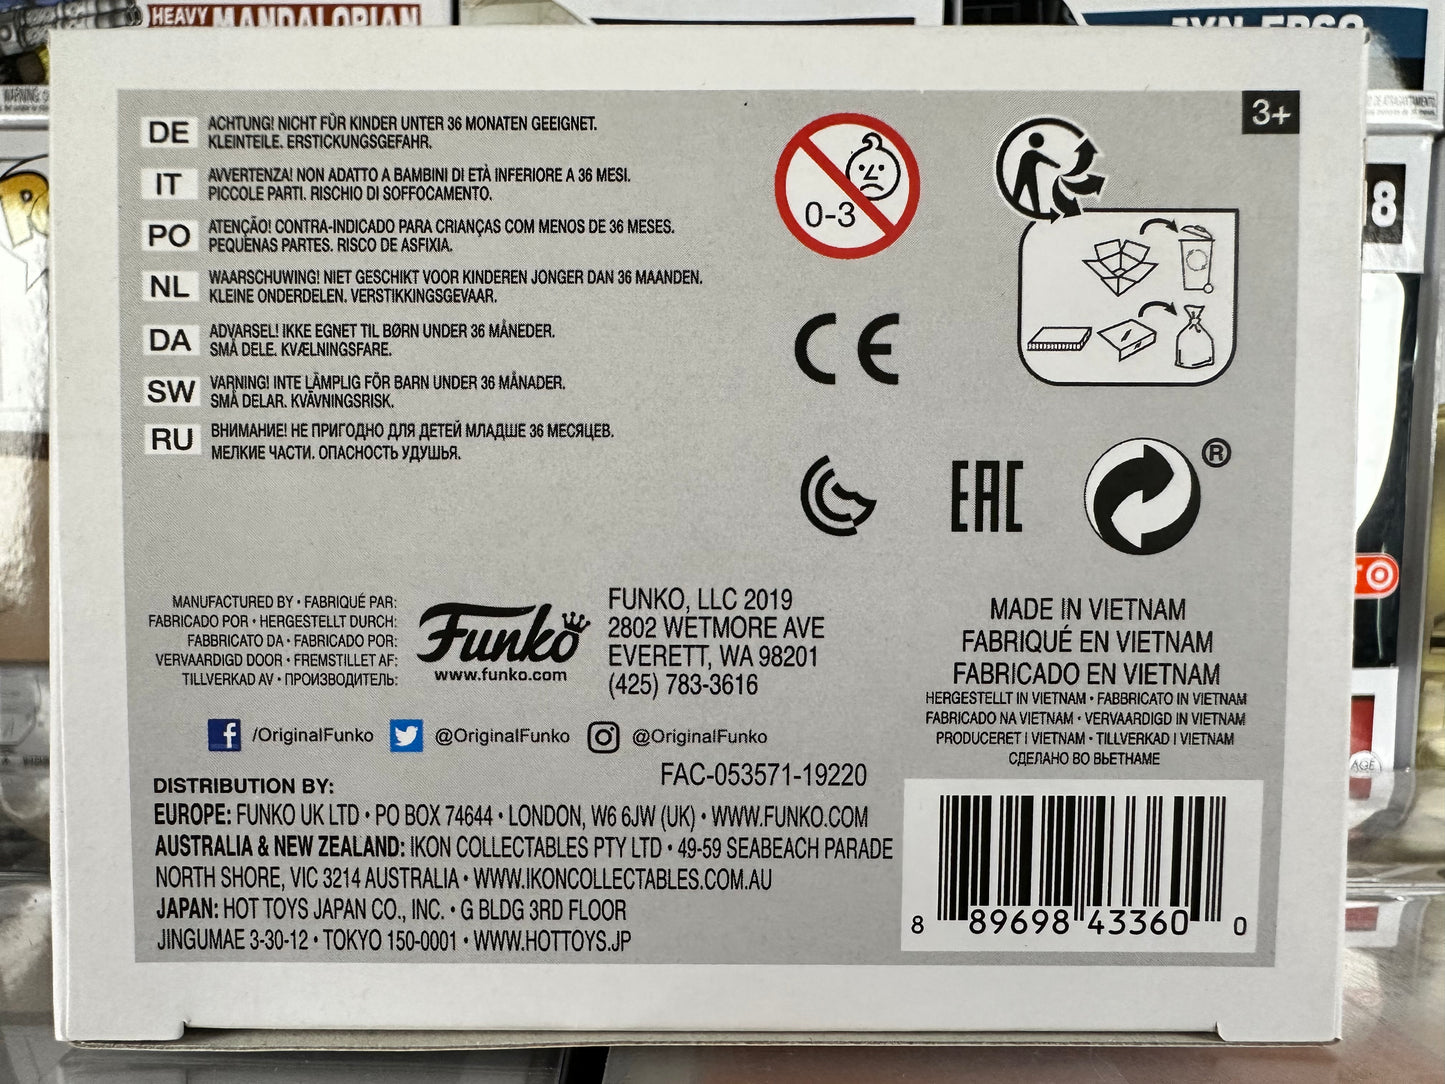 HEAVY MANDALORIAN
JYN ERSO
3+
DE ACHTUNG! NICHT FÜR KINDER UNTER 36 MONATEN GEEIGNET.
KLEINTEILE. ERSTICKUNGSGEFAHR.
IT AVVERTENZA! NON ADATTO A BAMBINI DI ETÀ INFERIORE A 36 MESI.
PICCOLE PARTI. RISCHIO DI SOFFOCAMENTO.
PO ATENÇÃO! CONTRA-INDICADO PARA CRIANÇAS COM MENOS DE 36 MESES.
PEQUENAS PARTES. RISCO DE ASFIXIA.
NL WAARSCHUWING! NIET GESCHIKT VOOR KINDEREN JONGER DAN 36 MAANDEN.
KLEINE ONDERDELEN. VERSTIKKINGSGEVAAR.
DA ADVARSEL! IKKE EGNET TIL BØRN UNDER 36 MÅNEDER.
SMÅ DELE. KVÆLNINGSFARE.
SW VARNING! INTE LÄMPLIG FÖR BARN UNDER 36 MÅNADER.
SMÅ DELAR. KVÄVNINGSRISK.
RU ВНИМАНИЕ! НЕ ПРИГОДНО ДЛЯ ДЕТЕЙ МЛАДШЕ 36 МЕСЯЦЕВ.
МЕЛКИЕ ЧАСТИ. ОПАСНОСТЬ УДУШЬЯ.
0-3
CE
EAC
®
MANUFACTURED BY • FABRIQUÉ PAR:
FABRICADO POR • HERGESTELLT DURCH:
FABBRICATO DA • FABRICADO POR:
VERVAARDIGD DOOR • FREMSTILLET AF:
TILLVERKAD AV • ПРОИЗВОДИТЕЛЬ:
Funko
www.funko.com
FUNKO, LLC 2019
2802 WETMORE AVE
EVERETT, WA 98201
(425) 783-3616
MADE IN VIETNAM
FABRIQUÉ EN VIETNAM
FABRICADO EN VIETNAM
HERGESTELLT IN VIETNAM • FABBRICATO IN VIETNAM
FABRICADO NA VIETNAM • VERVAARDIGD IN VIETNAM
PRODUCERET I VIETNAM • TILLVERKAD I VIETNAM
СДЕЛАНО ВО ВЬЕТНАМЕ
/OriginalFunko @OriginalFunko @OriginalFunko
FAC-053571-19220
DISTRIBUTION BY:
EUROPE: FUNKO UK LTD • PO BOX 74644 • LONDON, W6 6JW (UK) • WWW.FUNKO.COM
AUSTRALIA & NEW ZEALAND: IKON COLLECTABLES PTY LTD • 49-59 SEABEACH PARADE
NORTH SHORE, VIC 3214 AUSTRALIA • WWW.IKONCOLLECTABLES.COM.AU
JAPAN: HOT TOYS JAPAN CO., INC. • G BLDG 3RD FLOOR
JINGUMAE 3-30-12 • TOKYO 150-0001 • WWW.HOTTOYS.JP
8 89698 43360 0